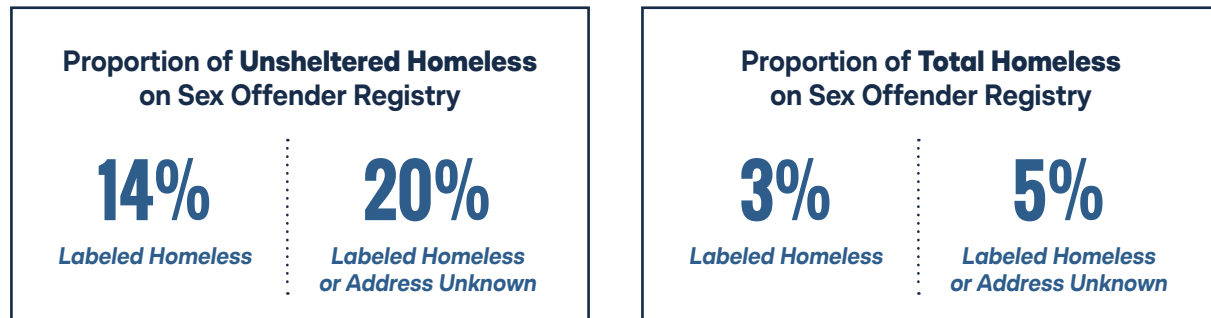 Proportion of Unsheltered Homeless
on Sex Offender Registry
14%
Labeled Homeless
20%
Labeled Homeless
or Address Unknown
Proportion of Total Homeless
on Sex Offender Registry
3%
Labeled Homeless
5%
Labeled Homeless
or Address Unknown